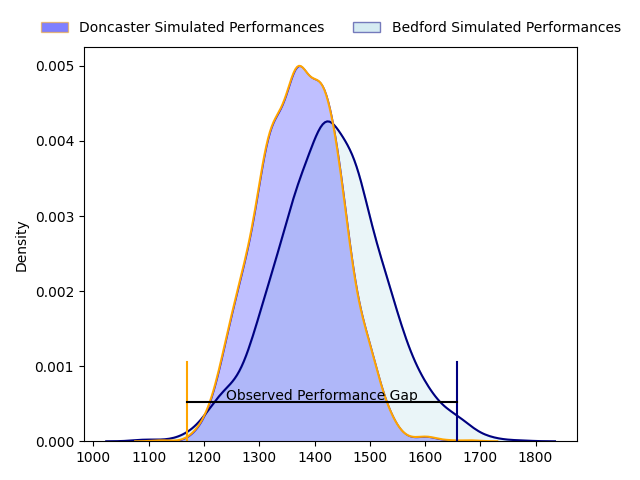 Doncaster Simulated Performances
Bedford Simulated Performances
0.005
0.004
0.003
0.002
0.001
0.000
Density
Observed Performance Gap
1000 1100 1200 1300 1400 1500 1600 1700 1800